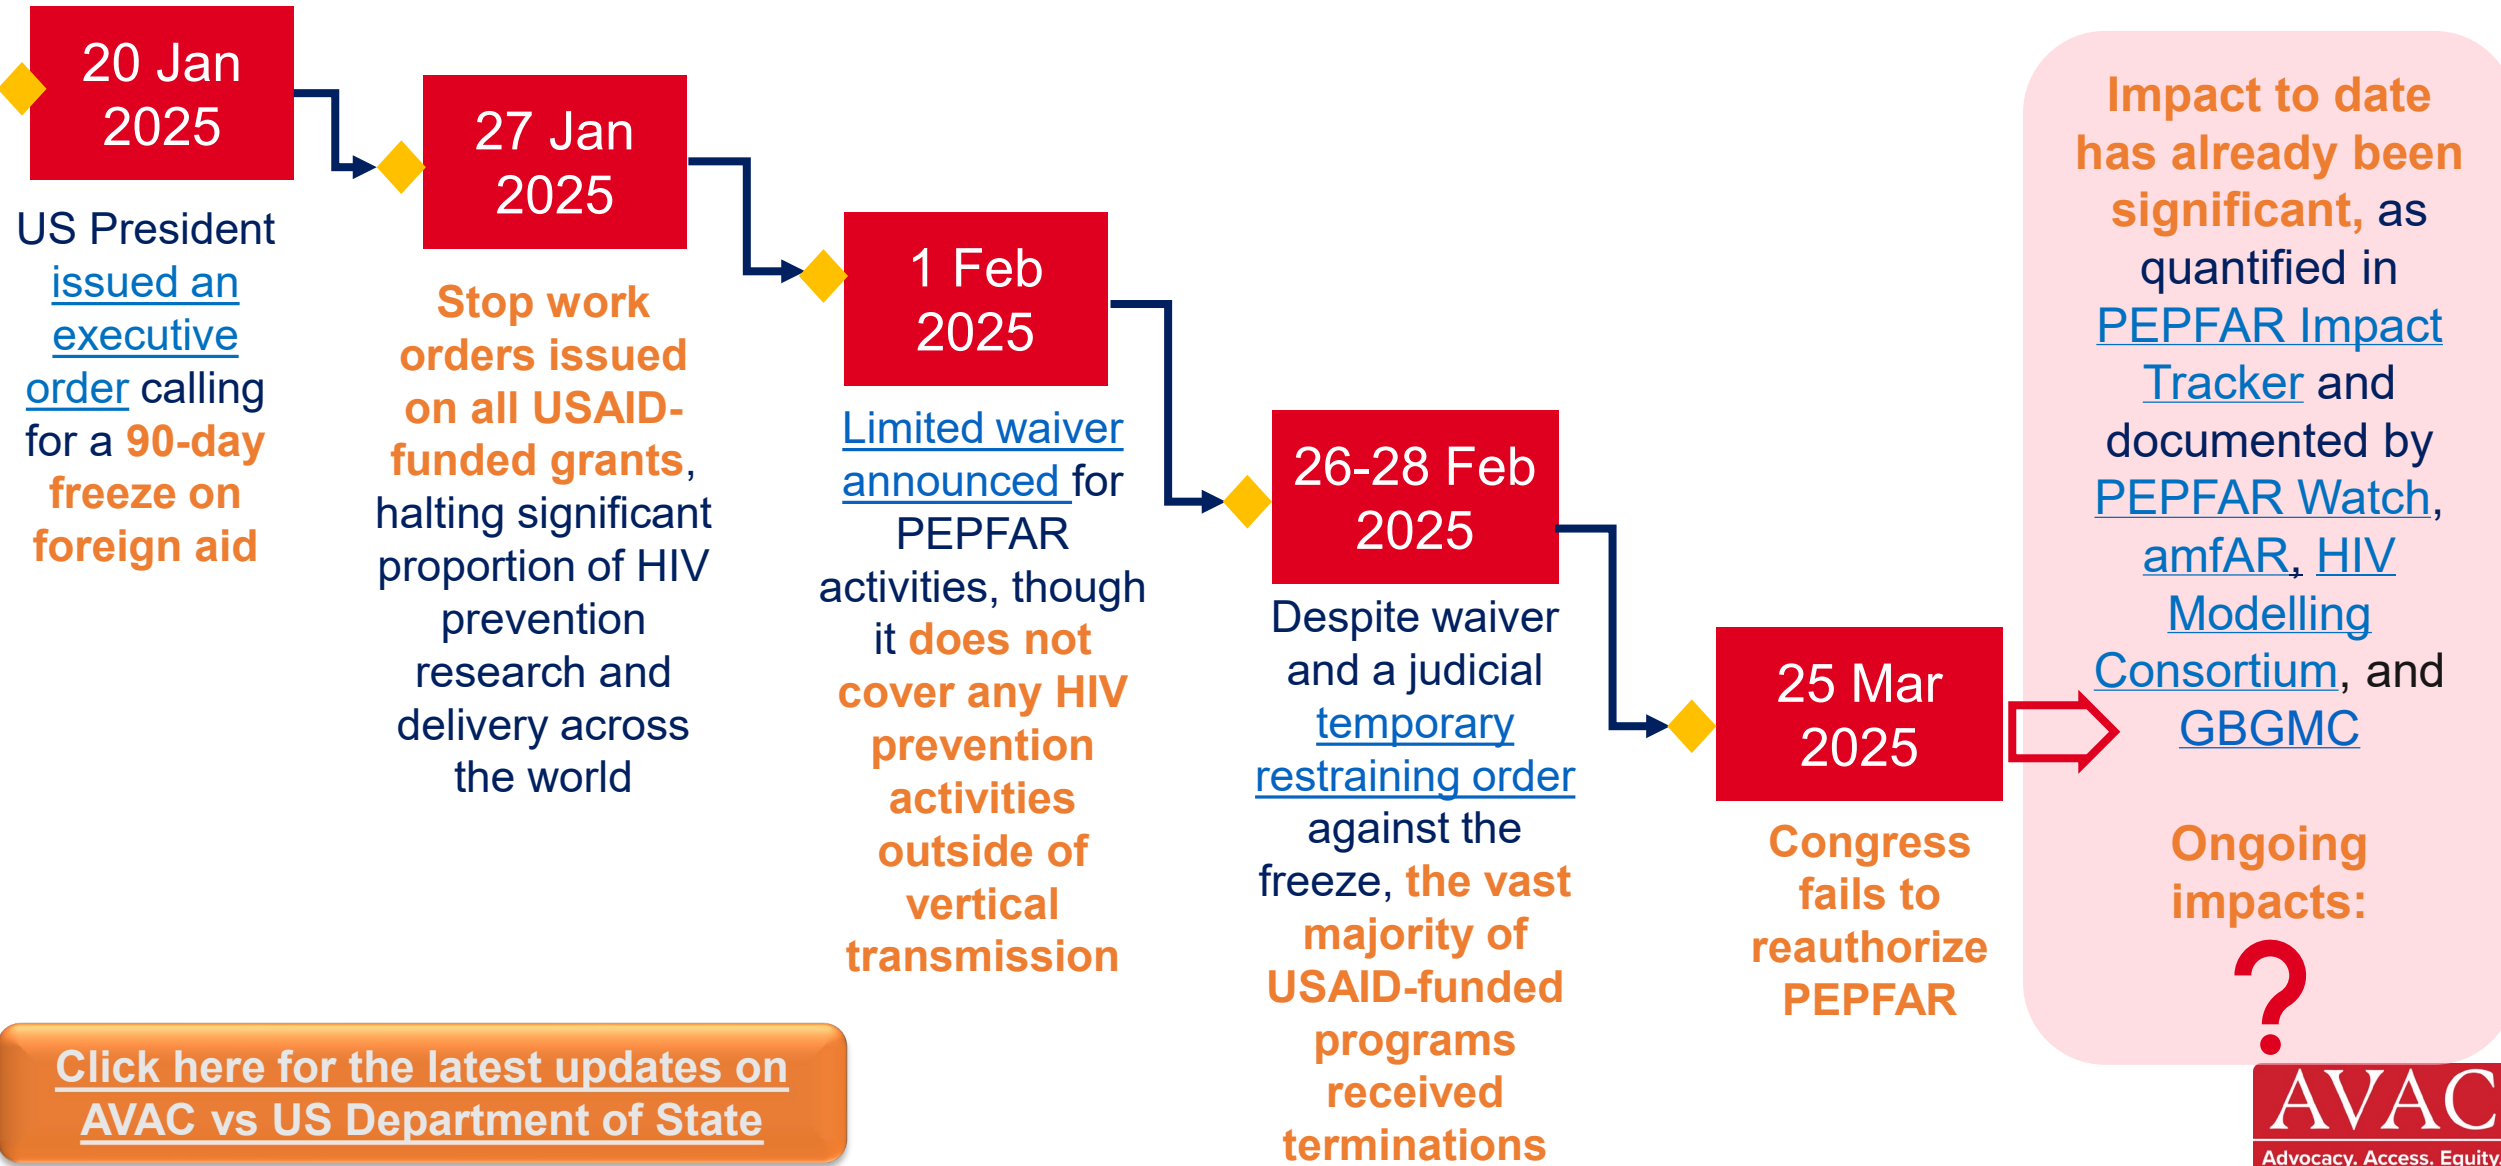 20 Jan
2025
US President
issued an
executive
order calling
for a 90-day
freeze on
foreign aid
27 Jan
2025
Stop work
orders issued
on all USAID-
funded grants,
halting significant
proportion of HIV
prevention
research and
delivery across
the world
1 Feb
2025
Limited waiver
announced for
PEPFAR
activities, though
it does not
cover any HIV
prevention
activities
outside of
vertical
transmission
26-28 Feb
2025
Despite waiver
and a judicial
temporary
restraining order
against the
freeze, the vast
majority of
USAID-funded
programs
received
terminations
25 Mar
2025
Congress
fails to
reauthorize
PEPFAR
Impact to date
has already been
significant, as
quantified in
PEPFAR Impact
Tracker and
documented by
PEPFAR Watch,
amfAR, HIV
Modelling
Consortium, and
GBGMC
Ongoing
impacts:
?
Click here for the latest updates on
AVAC vs US Department of State
AVAC
Advocacy. Access. Equity.